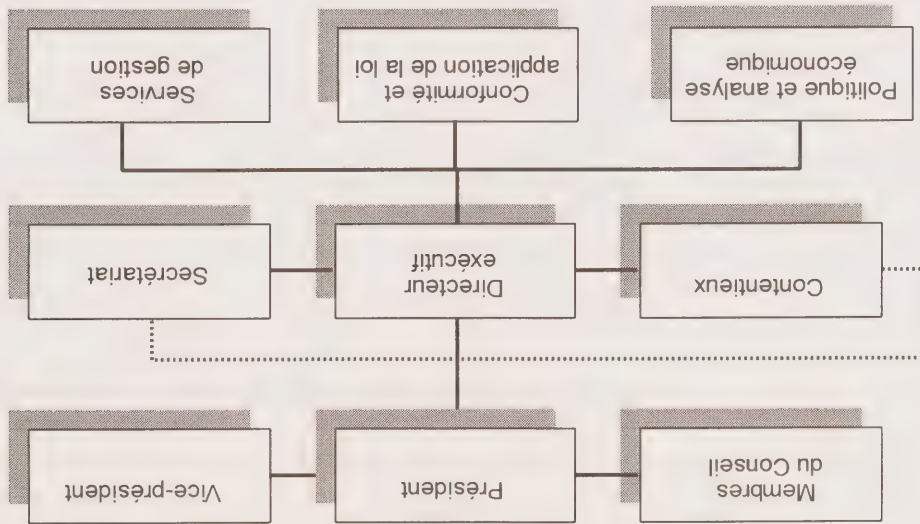 Membres
du Conseil
Président
Vice-président
Contentieux
Directeur
exécutif
Secrétariat
Politique et analyse
économique
Conformité et
application de la loi
Services
de gestion